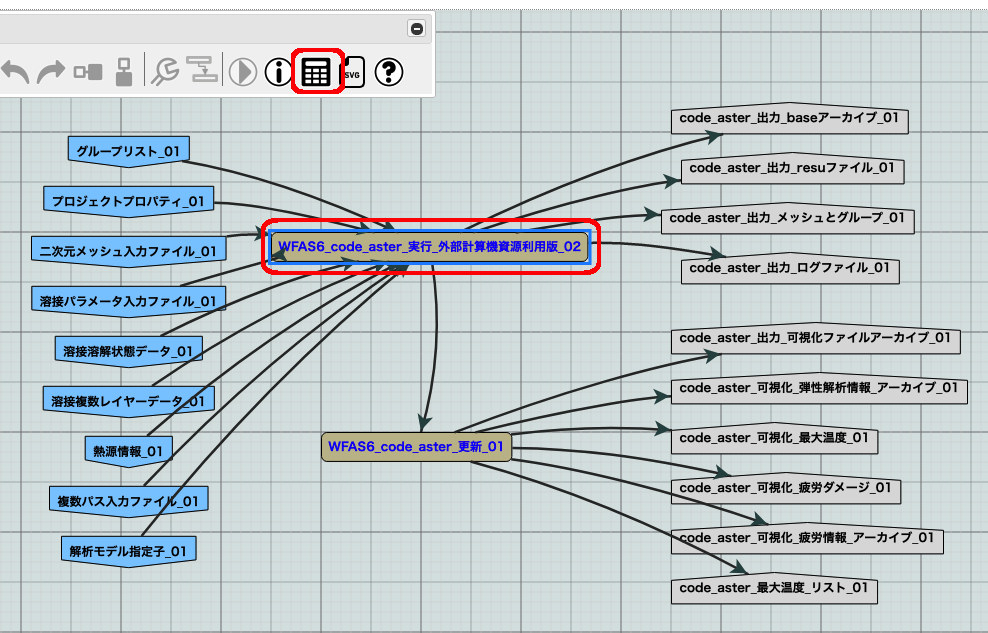 SVG
グループリスト_01
プロジェクトプロパティ_01
二次元メッシュ入力ファイル_01
溶接パラメータ入力ファイル_01
溶接溶解状態データ_01
溶接複数レイヤーデータ_01
熱源情報_01
複数パス入力ファイル_01
解析モデル指定子_01
WFAS6_code_aster_実行_外部計算機資源利用版_02
WFAS6_code_aster_更新_01
code_aster_出力_baseアーカイブ_01
code_aster_出力_resuファイル_01
code_aster_出力_メッシュとグループ_01
code_aster_出力_ログファイル_01
code_aster_出力_可視化ファイルアーカイブ_01
code_aster_可視化_弾性解析情報_アーカイブ_01
code_aster_可視化_最大温度_01
code_aster_可視化_疲労ダメージ_01
code_aster_可視化_疲労情報_アーカイブ_01
code_aster_最大温度_リスト_01